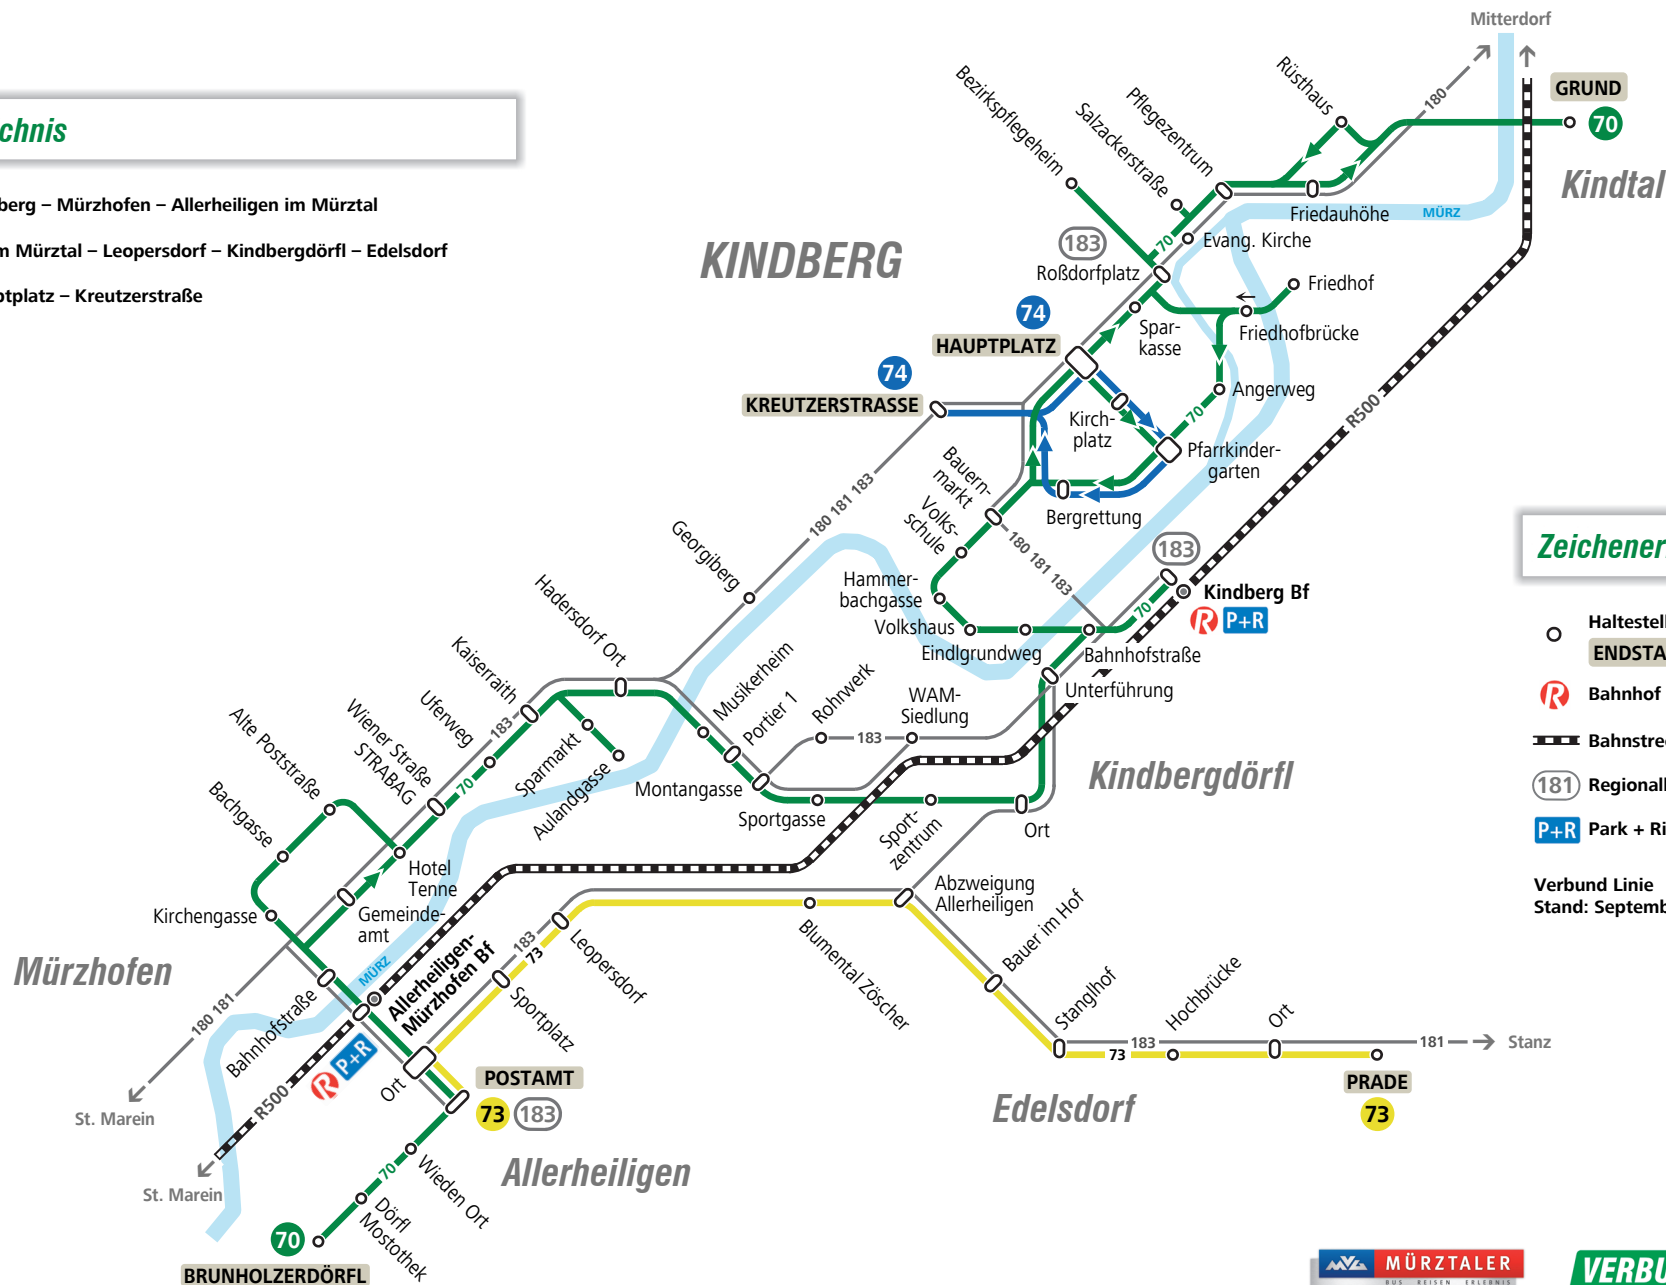 chnis
berg – Mürzhofen – Allerheiligen im Mürztal
m Mürztal – Leopersdorf – Kindbergdörfl – Edelsdorf
ptplatz – Kreutzerstraße
Mitterdorf
180
Rüsthaus
GRUND
70
Kindtal
Bezirkspflegeheim
Salzackerstraße
Pflegezentrum
Friedauhöhe
MÜRZ
KINDBERG
183
Roßdorfplatz
70
Evang. Kirche
Friedhof
Friedhofbrücke
74
HAUPTPLATZ
Spar-
kasse
74
KREUTZERSTRASSE
Angerweg
70
R500
Kirch-
platz
Pfarrkinder-
garten
Bauern-
markt
Volks-
schule
Bergrettung
180 181 183
180 181 183
Georgiberg
Hammer-
bachgasse
Volkshaus
Eindlgrundweg
183
Kindberg Bf
R P+R
70
Bahnhofstraße
Unterführung
Zeichener
Haltestell
ENDSTA
R Bahnhof
Bahnstre
181 Regionall
P+R Park + Ri
Verbund Linie
Stand: Septemb
Hadersdorf Ort
Kaiserraith
Uferweg
183
Wiener Straße
STRABAG
70
Alte Poststraße
Bachgasse
Sparmarkt
Aulandgasse
Musikerheim
Portier 1
Rohrwerk
183
WAM-
Siedlung
Montangasse
Sportgasse
Sport-
zentrum
Ort
Kindbergdörfl
Hotel
Tenne
Gemeinde-
amt
Kirchengasse
Mürzhofen
Abzweigung
Allerheiligen
Blumental Zöscher
Bauer im Hof
Leopersdorf
183
73
Sportplatz
MÜRZ
Allerheiligen-
Mürzhofen Bf
Bahnhofstraße
180 181
St. Marein
R500
St. Marein
R P+R
Ort
POSTAMT
73 183
Stanglhof
Hochbrücke
Ort
183
73
181
Stanz
PRADE
73
Edelsdorf
Allerheiligen
Wieden Ort
70
Dörfl
Mostothek
70
BRUNHOLZERDÖRFL
MVG MÜRZTALER
BUS REISEN ERLEBNIS
VERBU